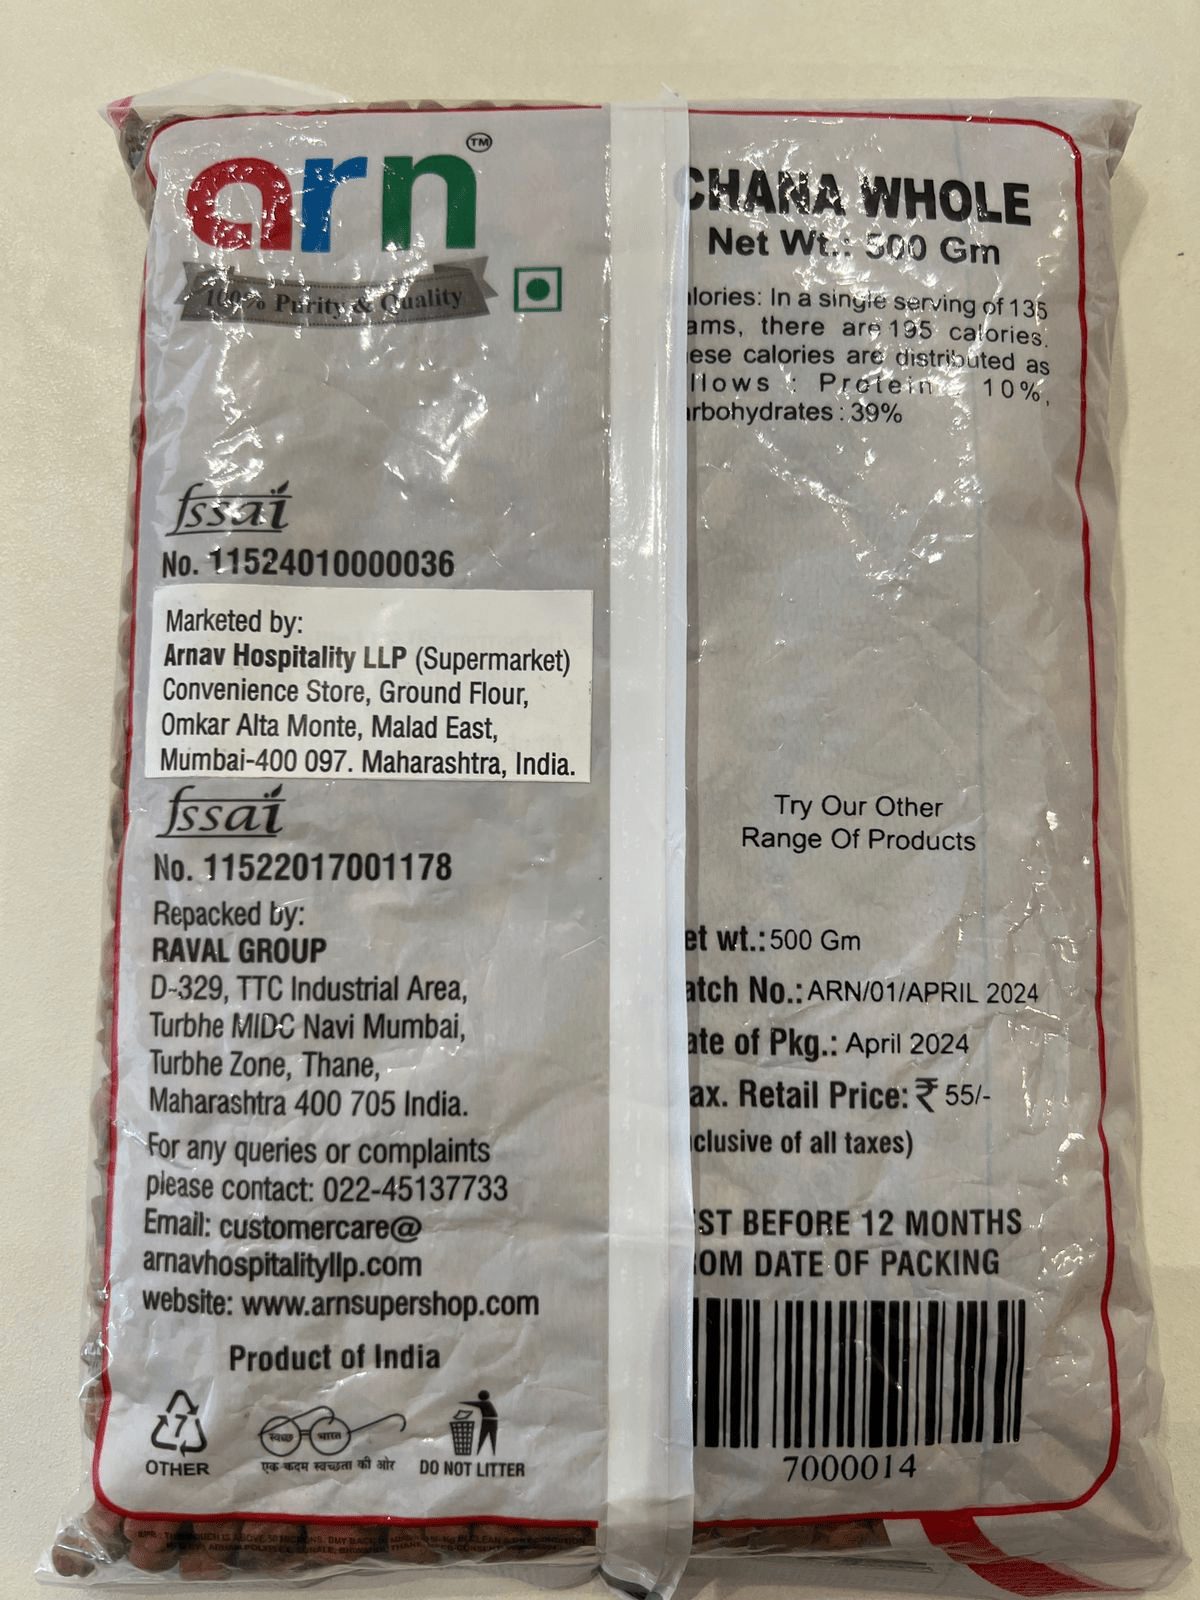 arn TM
100% Purity & Quality
fssai
No. 11524010000036
Marketed by:
Arnav Hospitality LLP (Supermarket)
Convenience Store, Ground Flour,
Omkar Alta Monte, Malad East,
Mumbai-400 097. Maharashtra, India.
fssai
No. 11522017001178
Repacked by:
RAVAL GROUP
D-329, TTC Industrial Area,
Turbhe MIDC Navi Mumbai,
Turbhe Zone, Thane,
Maharashtra 400 705 India.
For any queries or complaints
please contact: 022-45137733
Email: customercare@
arnavhospitalityllp.com
website: www.arnsupershop.com
Product of India
7
OTHER
स्वच्छ भारत
एक कदम स्वच्छता की ओर
DO NOT LITTER
CHANA WHOLE
Net Wt.: 500 Gm
alories: In a single serving of 135
ams, there are 195 calories.
ese calories are distributed as
llows : Protein : 10%,
arbohydrates : 39%
Try Our Other
Range Of Products
et wt.: 500 Gm
atch No.: ARN/01/APRIL 2024
ate of Pkg.: April 2024
ax. Retail Price: ₹ 55/-
clusive of all taxes)
ST BEFORE 12 MONTHS
OM DATE OF PACKING
7000014